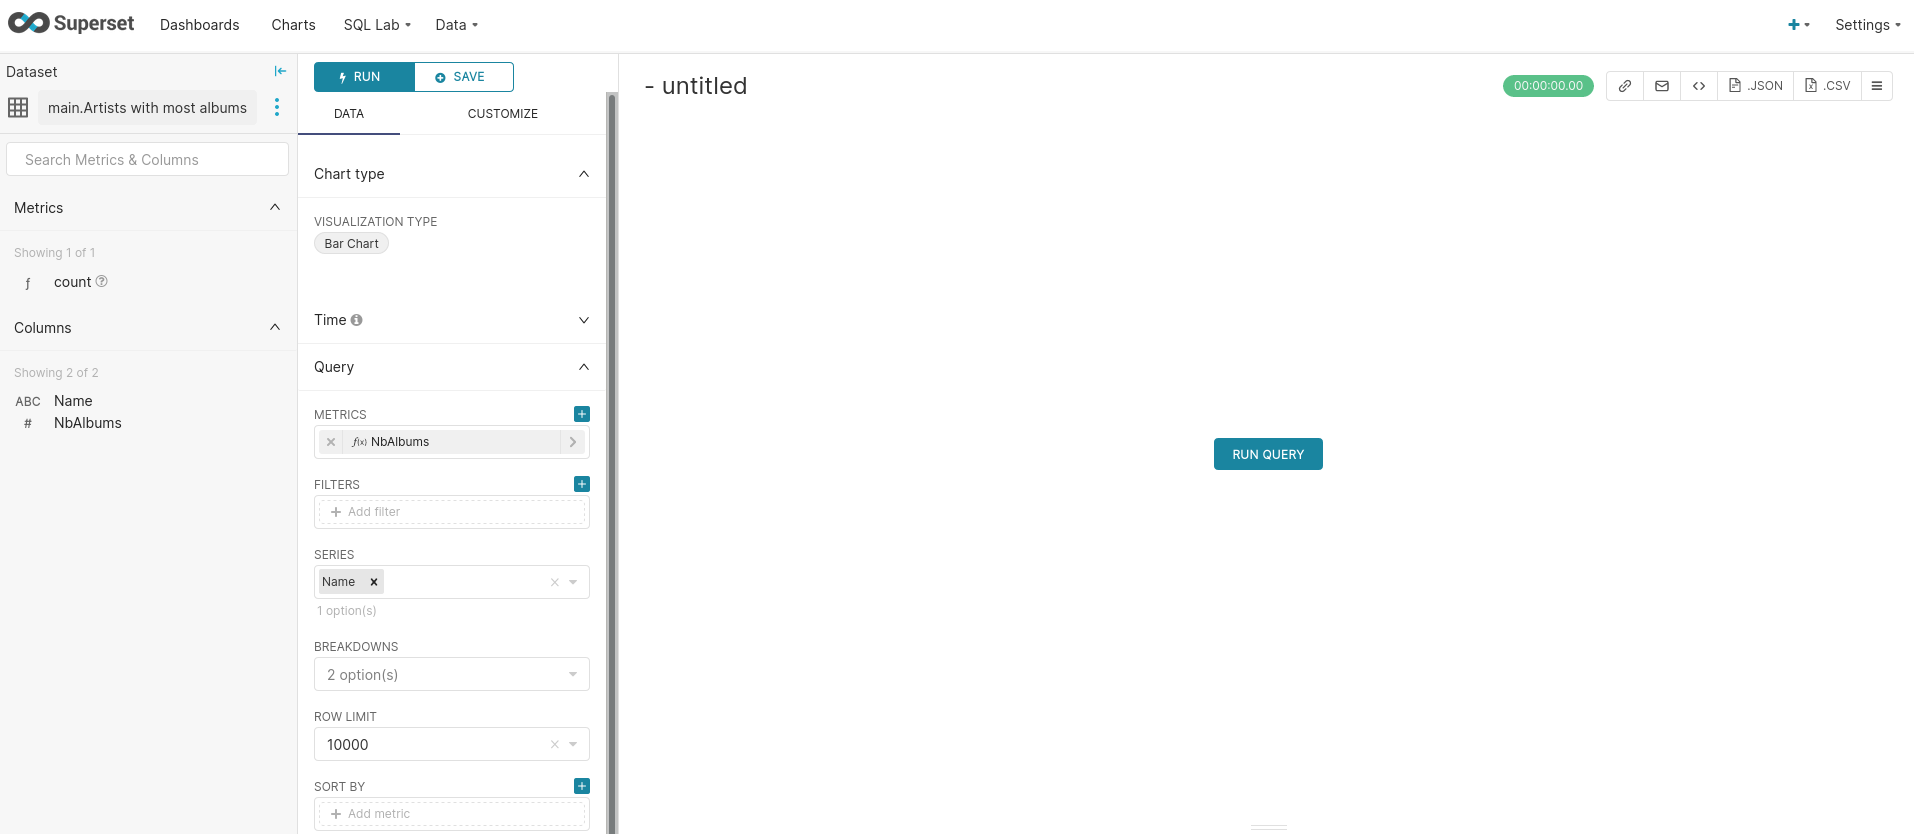 Superset Dashboards Charts SQL Lab Data Settings
Dataset
main.Artists with most albums
Search Metrics & Columns
Metrics
Showing 1 of 1
f count
Columns
Showing 2 of 2
ABC Name
# NbAlbums
RUN SAVE
DATA CUSTOMIZE
Chart type
VISUALIZATION TYPE
Bar Chart
Time
Query
METRICS
f(x) NbAlbums
FILTERS
Add filter
SERIES
Name
1 option(s)
BREAKDOWNS
2 option(s)
ROW LIMIT
10000
SORT BY
Add metric
- untitled
00:00:00.00 .JSON .CSV
RUN QUERY